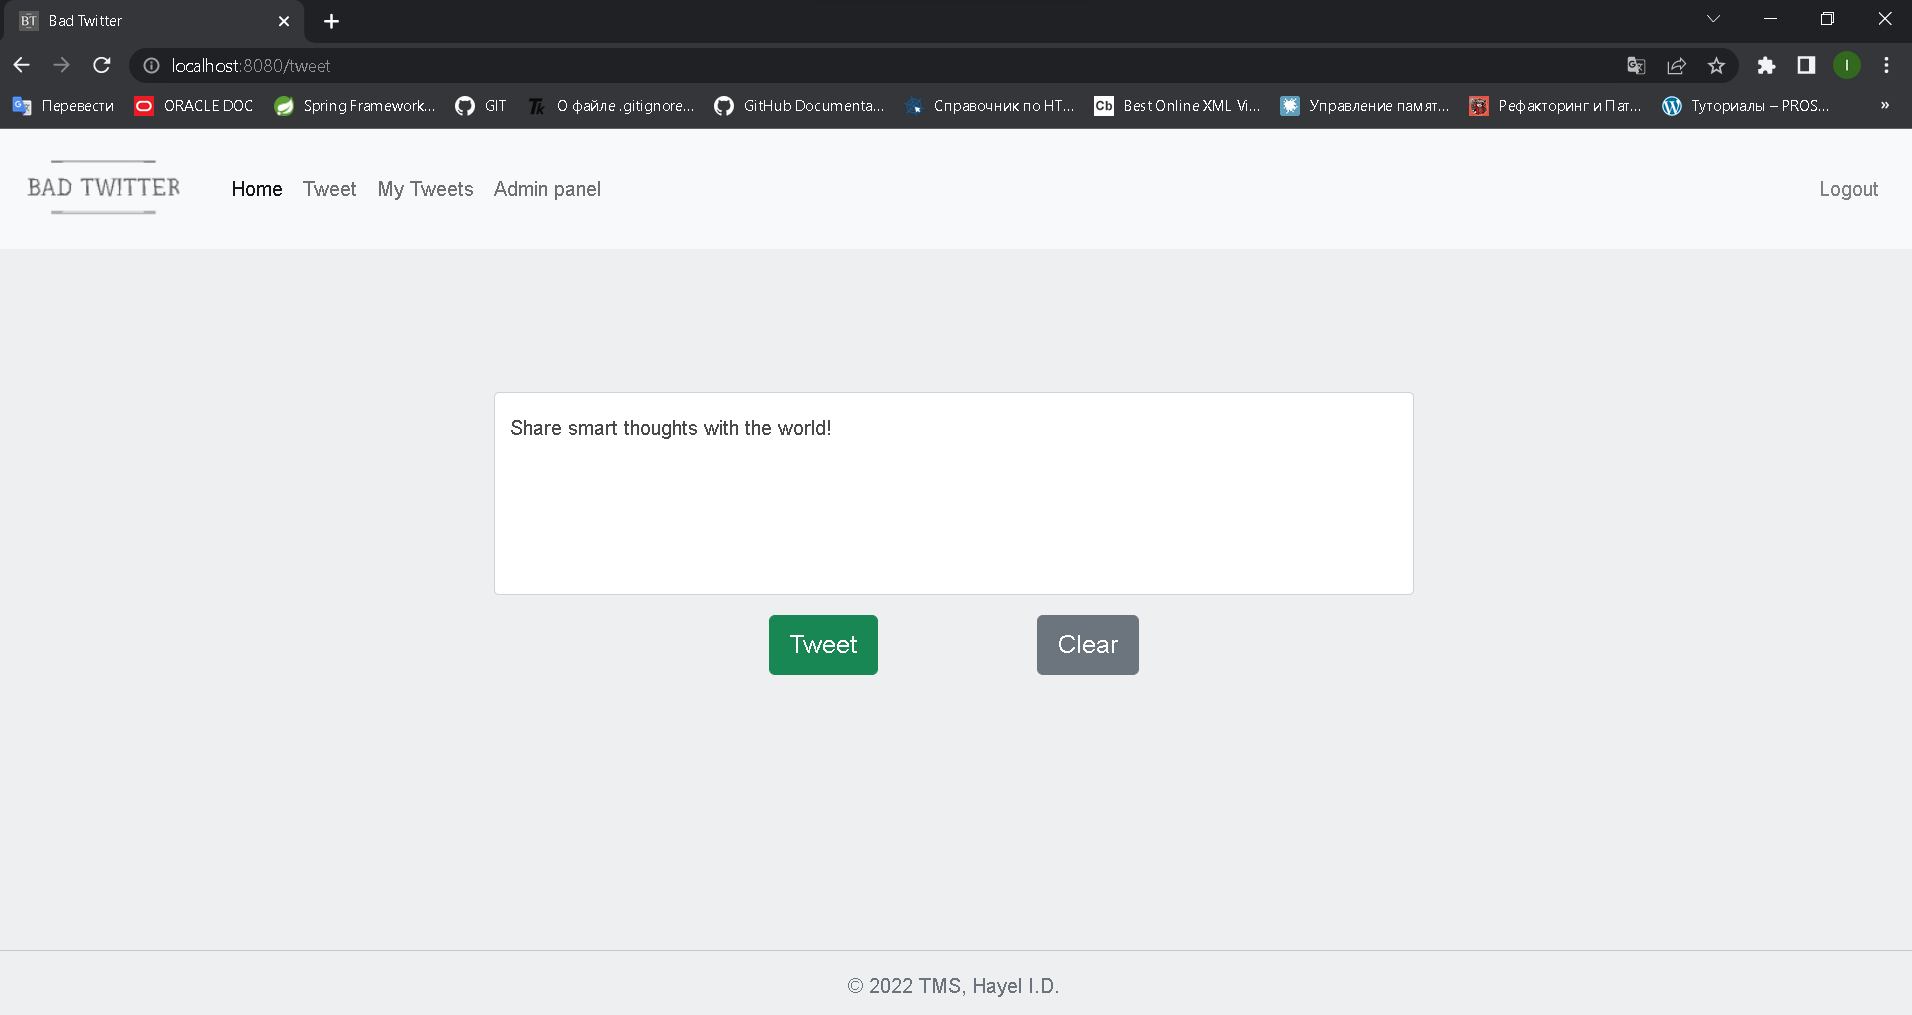 BT Bad Twitter
localhost:8080/tweet
Перевести ORACLE DOC Spring Framework... GIT Tk О файле .gitignore... GitHub Documenta... Справочник по HT... Cb Best Online XML Vi... Управление памят... Рефакторинг и Пат... Туториалы – PROS... »
BAD TWITTER Home Tweet My Tweets Admin panel Logout
Share smart thoughts with the world!
Tweet Clear
© 2022 TMS, Hayel I.D.